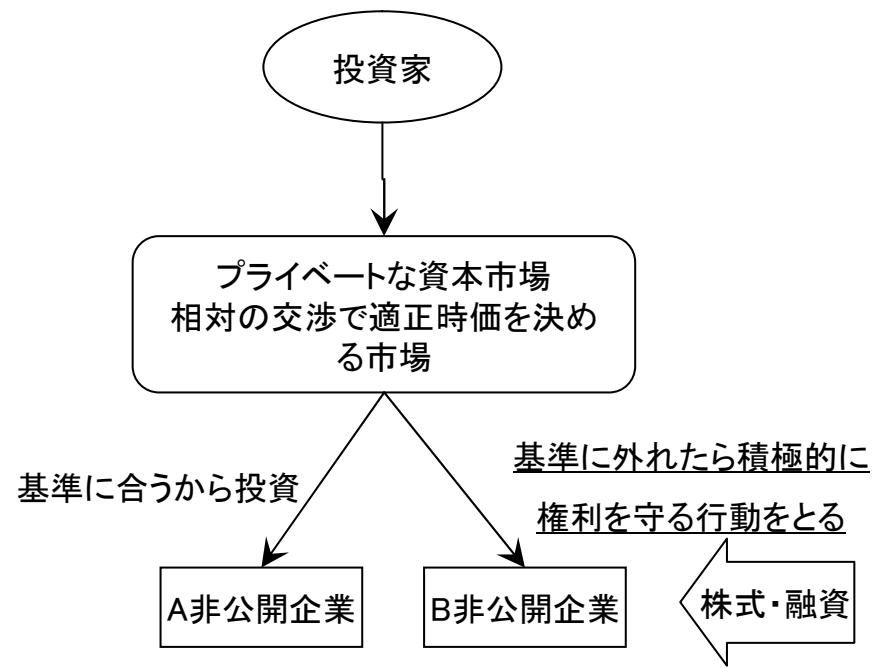 投資家
プライベートな資本市場
相対の交渉で適正時価を決め
る市場
基準に合うから投資
基準に外れたら積極的に
権利を守る行動をとる
A非公開企業
B非公開企業
株式・融資